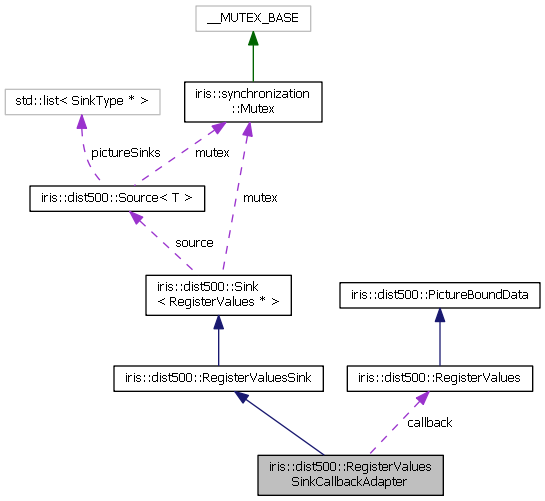 __MUTEX_BASE
std::list< SinkType * >
iris::synchronization
::Mutex
pictureSinks
mutex
iris::dist500::Source< T >
mutex
source
iris::dist500::Sink
< RegisterValues * >
iris::dist500::PictureBoundData
iris::dist500::RegisterValuesSink
iris::dist500::RegisterValues
callback
iris::dist500::RegisterValues
SinkCallbackAdapter